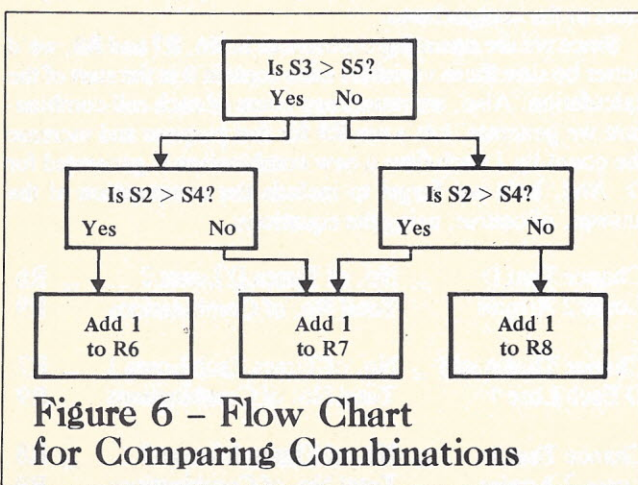 Is S3 > S5?
Yes No
Is S2 > S4?
Yes No
Is S2 > S4?
Yes No
Add 1
to R6
Add 1
to R7
Add 1
to R8
Figure 6 – Flow Chart
for Comparing Combinations